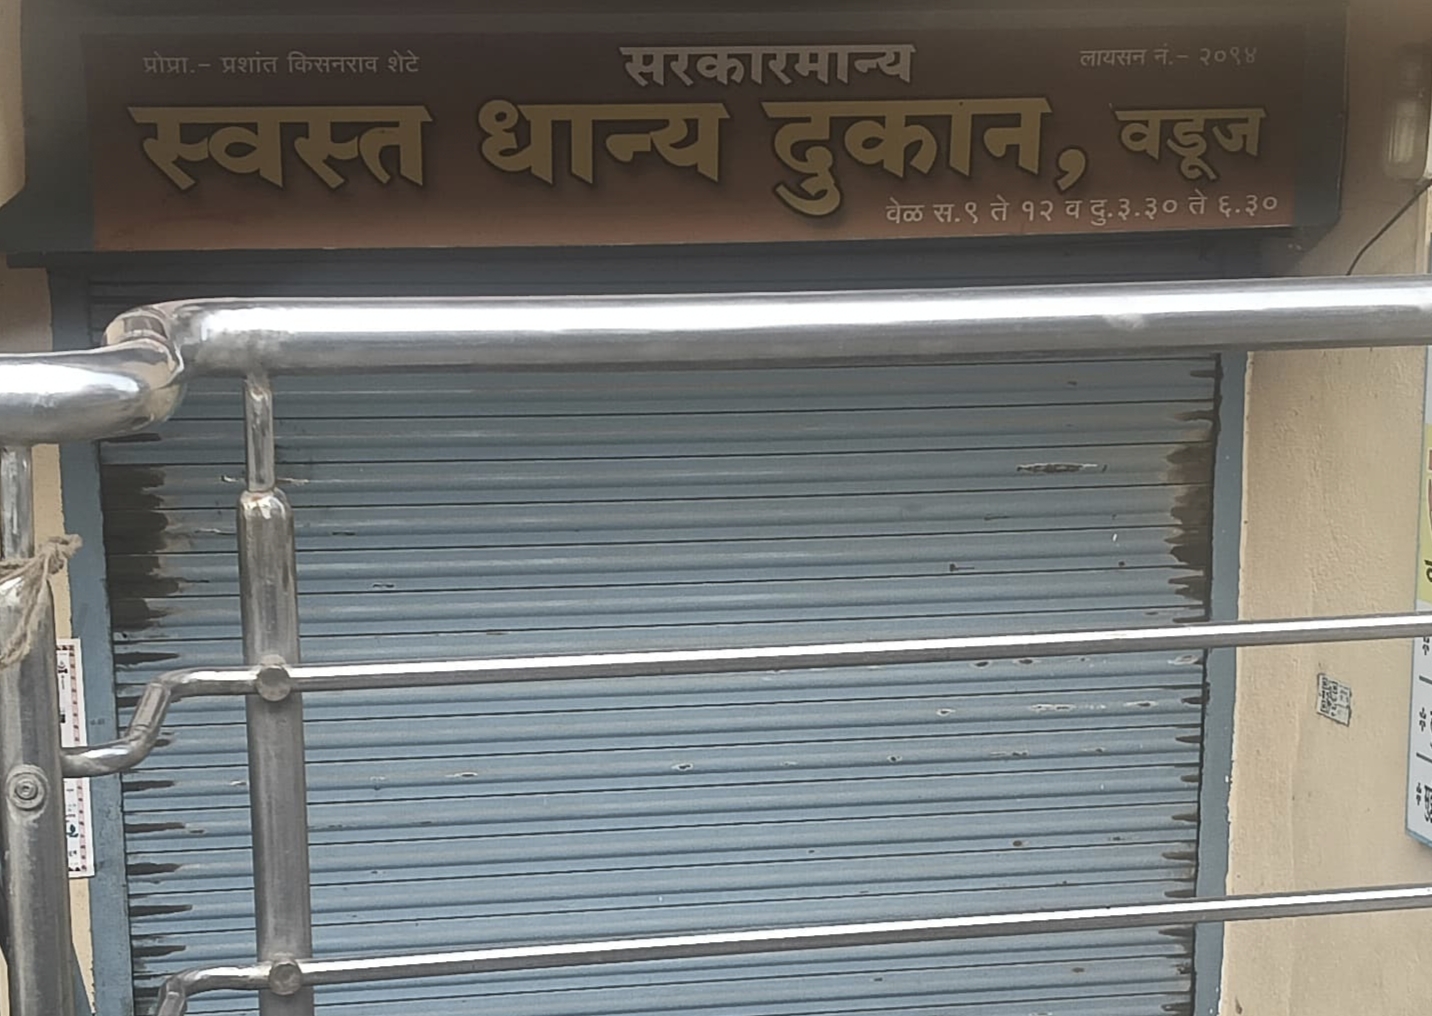 सरकारमान्य
प्रोप्रा.- प्रशांत किसनराव शेटे
लायसन नं.- २०९४
स्वस्त धान्य दुकान, वडूज
वेळ स.९ ते १२ व दु.३.३० ते ६.३०